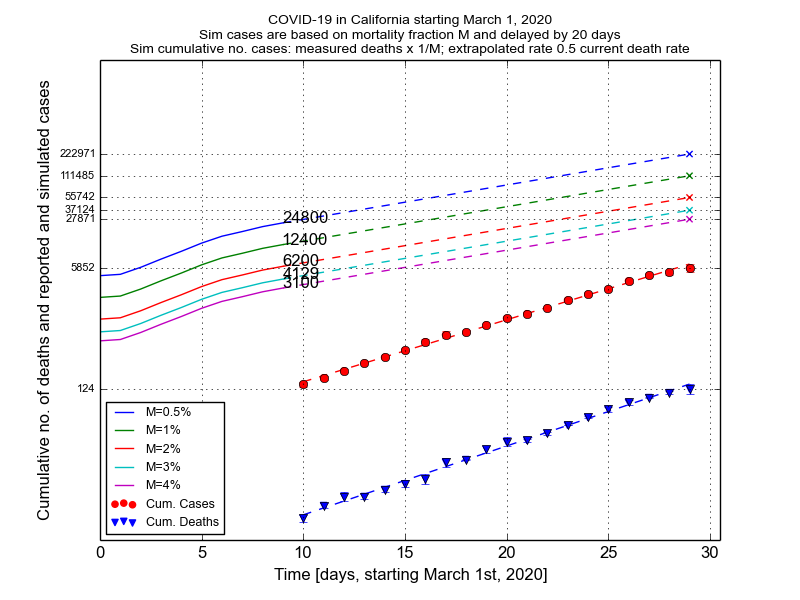 COVID-19 in California starting March 1, 2020
Sim cases are based on mortality fraction M and delayed by 20 days
Sim cumulative no. cases: measured deaths x 1/M; extrapolated rate 0.5 current death rate
Cumulative no. of deaths and reported and simulated cases
222971
111485
55742
37124
27871
5852
124
24800
12400
6200
4129
3100
M=0.5%
M=1%
M=2%
M=3%
M=4%
Cum. Cases
Cum. Deaths
0 5 10 15 20 25 30
Time [days, starting March 1st, 2020]